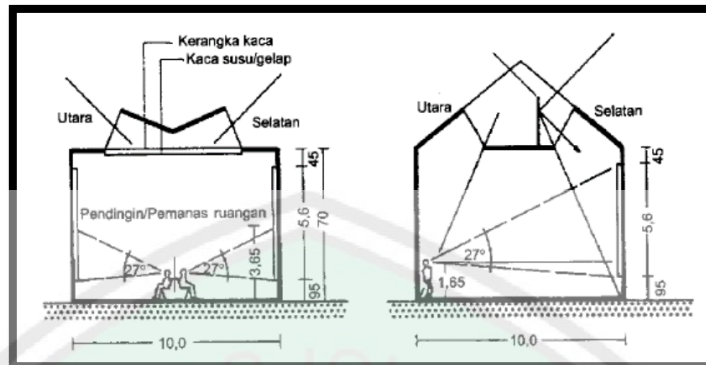 Kerangka kaca
Kaca susu/gelap
Utara
Selatan
Pendingin/Pemanas ruangan
27°
27°
3,65
45
5,6
70
95
10,0
Utara
Selatan
27°
1,65
45
5,6
95
10,0